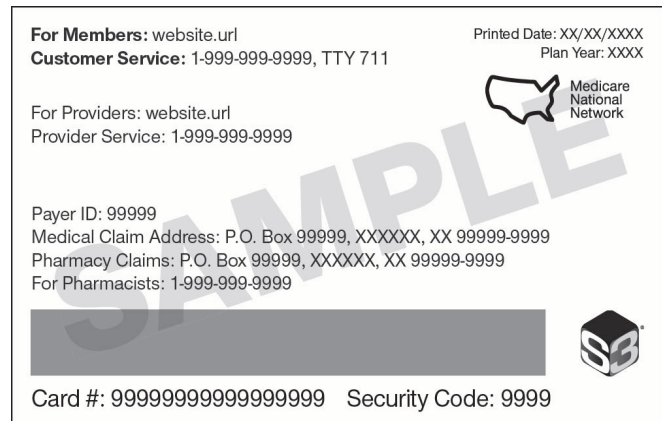 For Members: website.url
Customer Service: 1-999-999-9999, TTY 711
Printed Date: XX/XX/XXXX
Plan Year: XXXX
Medicare
National
Network
For Providers: website.url
Provider Service: 1-999-999-9999
SAMPLE
Payer ID: 99999
Medical Claim Address: P.O. Box 99999, XXXXXX, XX 99999-9999
Pharmacy Claims: P.O. Box 99999, XXXXXX, XX 99999-9999
For Pharmacists: 1-999-999-9999
S3
Card #: 99999999999999999 Security Code: 9999